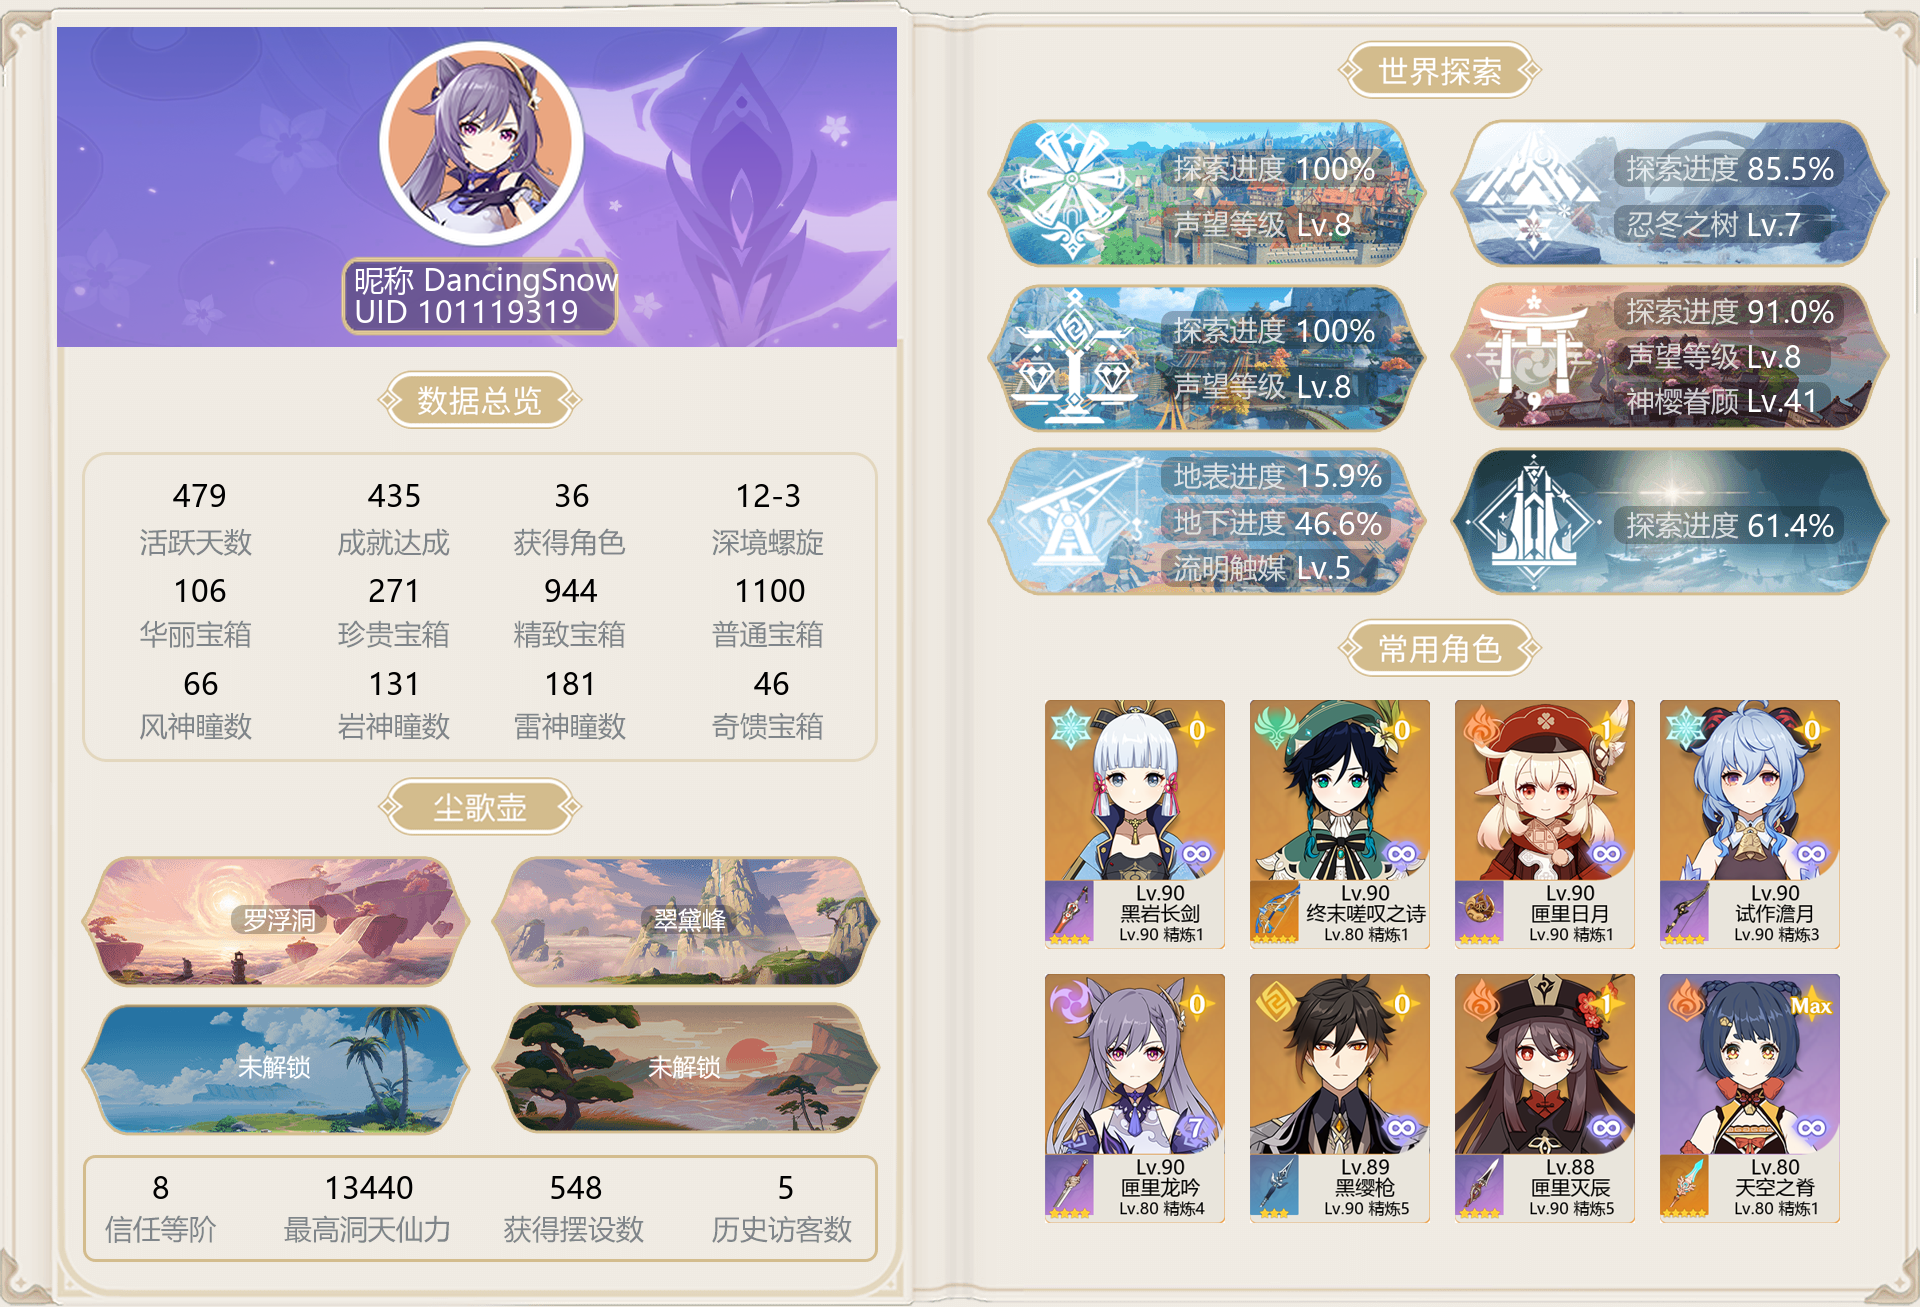 昵称 DancingSnow
UID 101119319
数据总览
479 435 36 12-3
活跃天数 成就达成 获得角色 深境螺旋
106 271 944 1100
华丽宝箱 珍贵宝箱 精致宝箱 普通宝箱
66 131 181 46
风神瞳数 岩神瞳数 雷神瞳数 奇馈宝箱
尘歌壶
罗浮洞 翠黛峰
未解锁 未解锁
8 13440 548 5
信任等阶 最高洞天仙力 获得摆设数 历史访客数
世界探索
探索进度 100%
声望等级 Lv.8
探索进度 85.5%
忍冬之树 Lv.7
探索进度 100%
声望等级 Lv.8
探索进度 91.0%
声望等级 Lv.8
神樱眷顾 Lv.41
地表进度 15.9%
地下进度 46.6%
流明触媒 Lv.5
探索进度 61.4%
常用角色
0
∞
Lv.90
黑岩长剑
Lv.90 精炼1
0
∞
Lv.90
终末嗟叹之诗
Lv.80 精炼1
1
∞
Lv.90
匣里日月
Lv.90 精炼1
0
∞
Lv.90
试作澹月
Lv.90 精炼3
0
7
Lv.90
匣里龙吟
Lv.80 精炼4
0
∞
Lv.89
黑缨枪
Lv.90 精炼5
1
∞
Lv.88
匣里灭辰
Lv.90 精炼5
Max
∞
Lv.80
天空之脊
Lv.80 精炼1